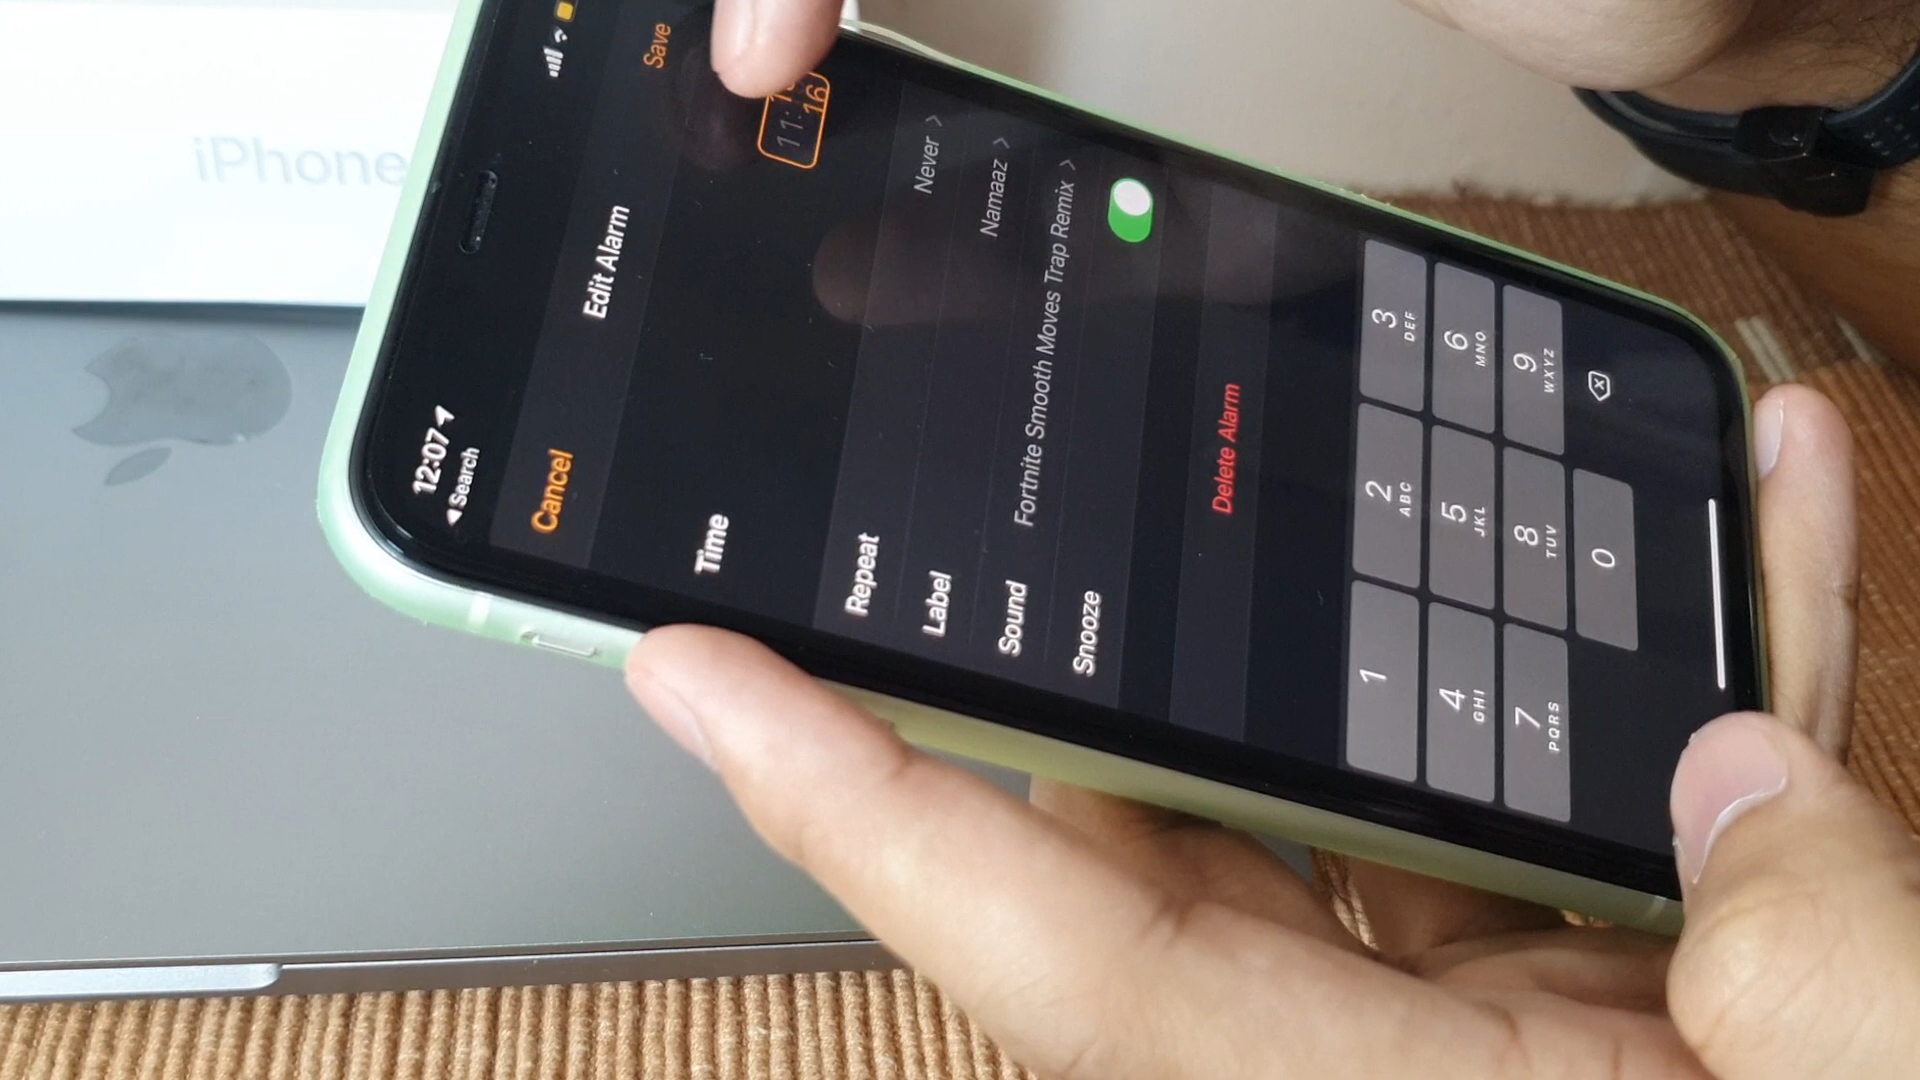 iPhone
12:07
Search
Cancel
Edit Alarm
Save
Time
11:
16
Repeat
Never
Label
Namaaz
Sound
Fortnite Smooth Moves Trap Remix
Snooze
Delete Alarm
1
2 ABC
3 DEF
4 GHI
5 JKL
6 MNO
7 PQRS
8 TUV
9 WXYZ
0